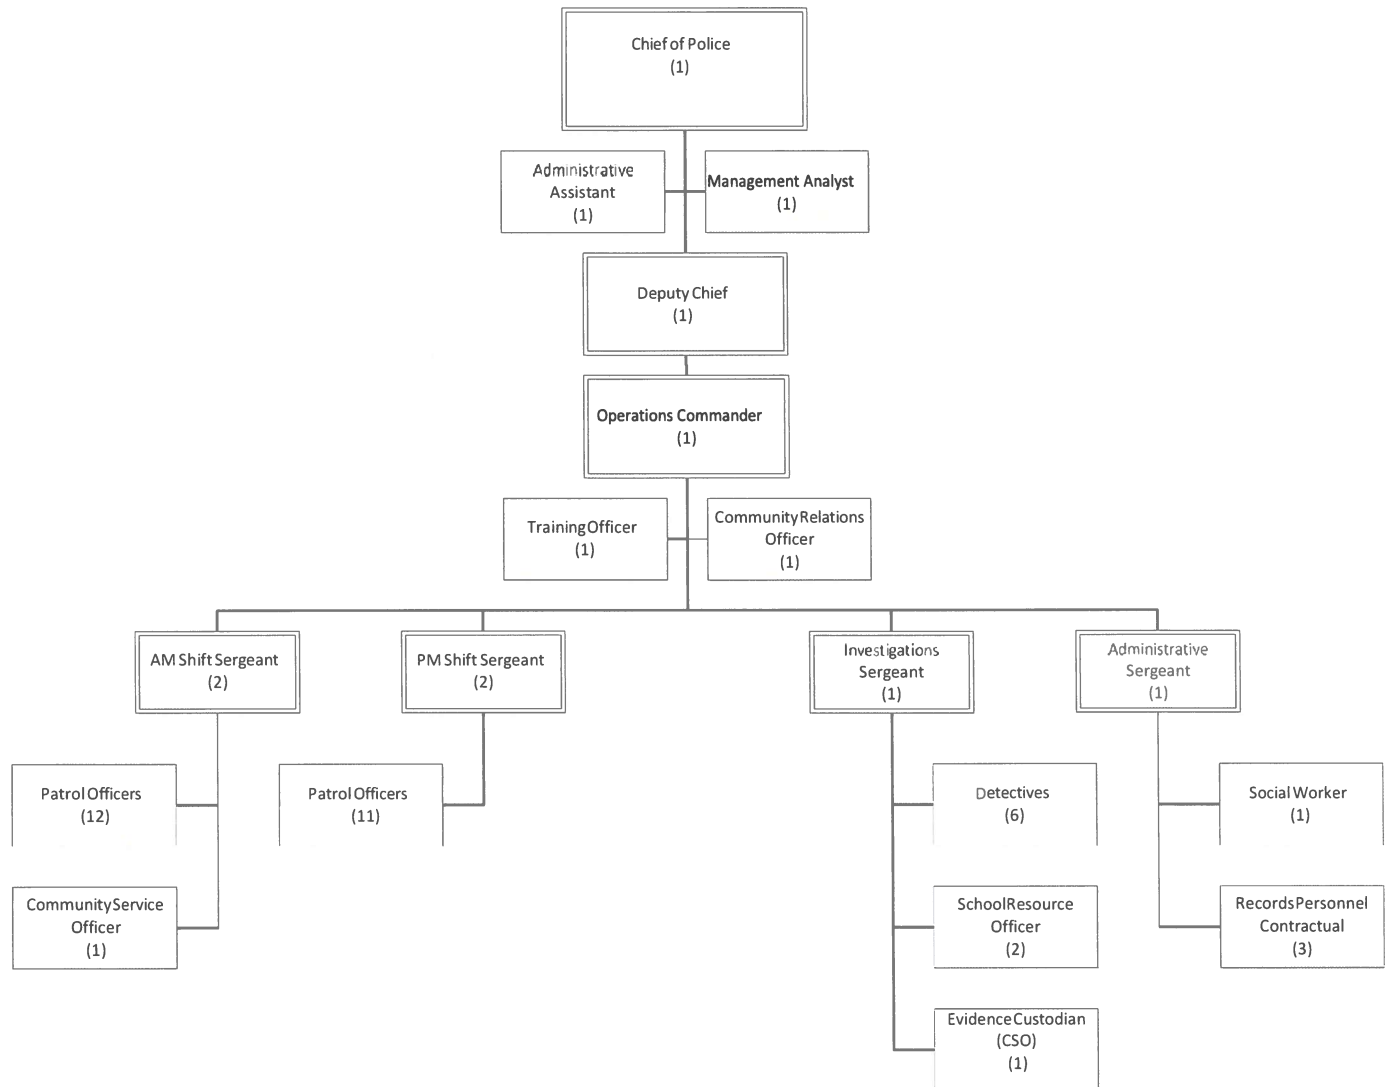 Chief of Police
(1)
Administrative
Assistant
(1)
Management Analyst
(1)
Deputy Chief
(1)
Operations Commander
(1)
Training Officer
(1)
Community Relations
Officer
(1)
AM Shift Sergeant
(2)
PM Shift Sergeant
(2)
Investigations
Sergeant
(1)
Administrative
Sergeant
(1)
Patrol Officers
(12)
Patrol Officers
(11)
Detectives
(6)
Social Worker
(1)
Community Service
Officer
(1)
School Resource
Officer
(2)
Records Personnel
Contractual
(3)
Evidence Custodian
(CSO)
(1)